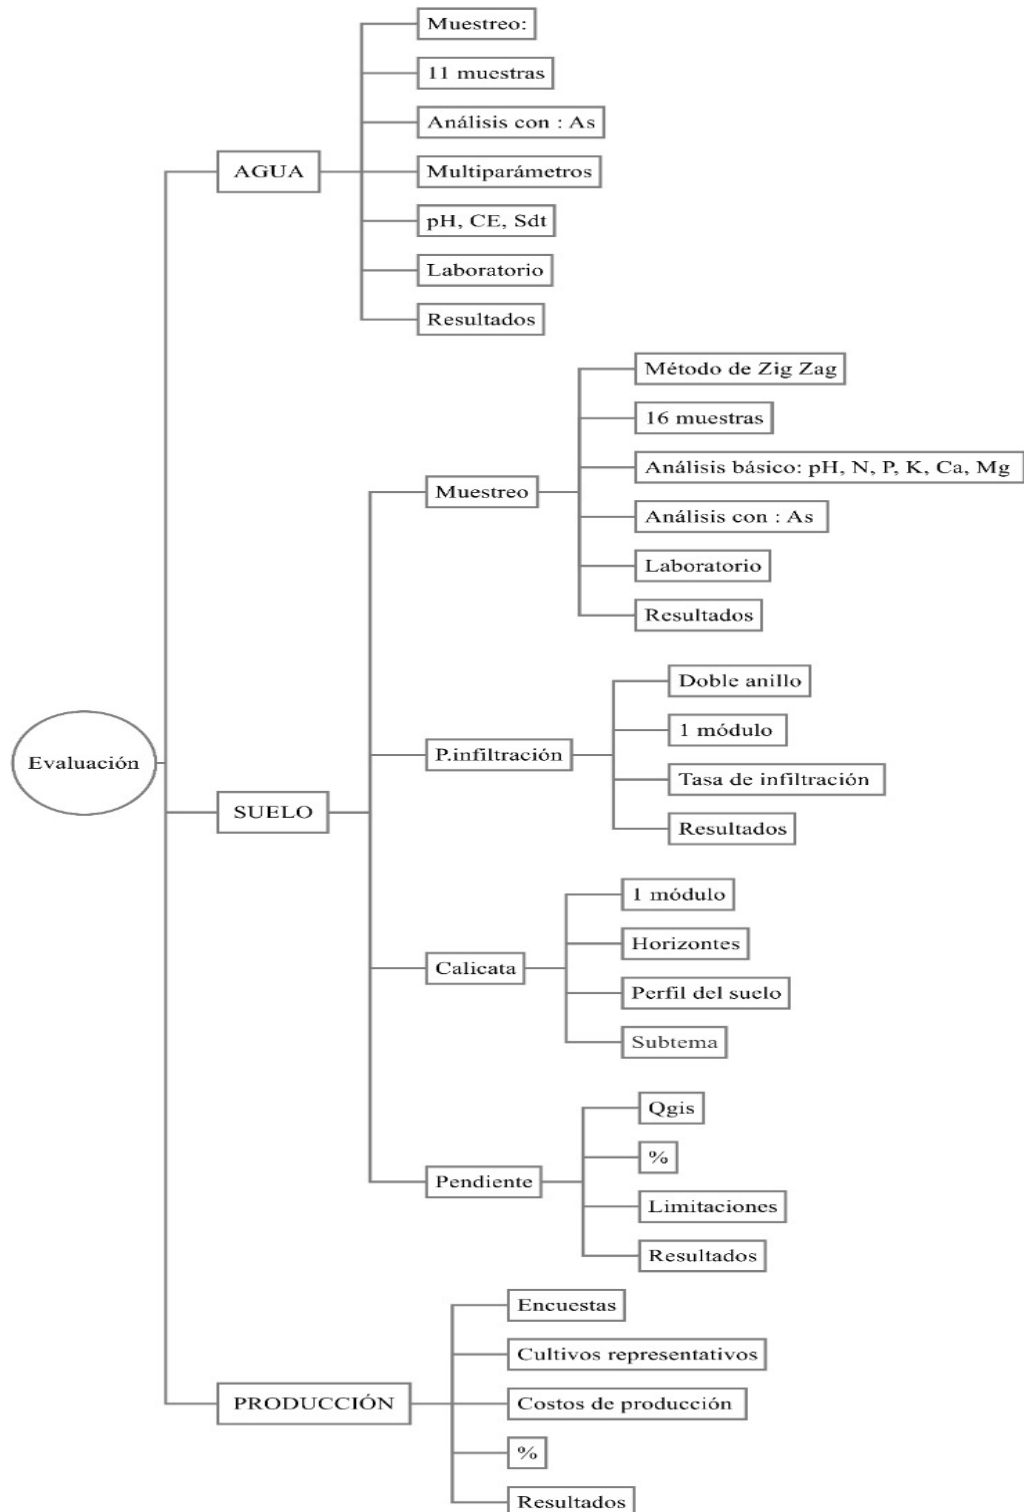 Evaluación
AGUA
Muestreo:
11 muestras
Análisis con : As
Multiparámetros
pH, CE, Sdt
Laboratorio
Resultados
SUELO
Muestreo
Método de Zig Zag
16 muestras
Análisis básico: pH, N, P, K, Ca, Mg
Análisis con : As
Laboratorio
Resultados
P.infiltración
Doble anillo
1 módulo
Tasa de infiltración
Resultados
Calicata
1 módulo
Horizontes
Perfil del suelo
Subtema
Pendiente
Qgis
%
Limitaciones
Resultados
PRODUCCIÓN
Encuestas
Cultivos representativos
Costos de producción
%
Resultados